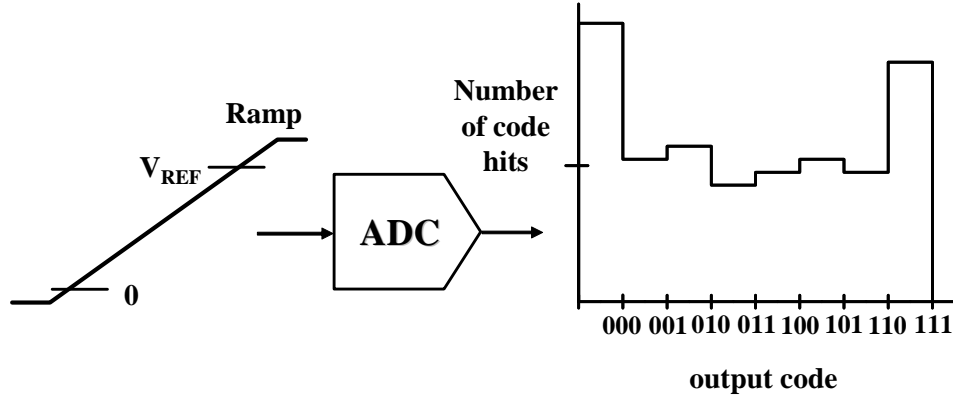 Ramp
V_REF
0
ADC
Number
of code
hits
000 001 010 011 100 101 110 111
output code